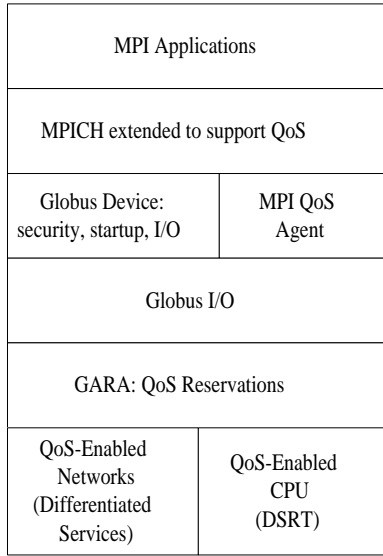 MPI Applications
MPICH extended to support QoS
Globus Device:
security, startup, I/O
MPI QoS
Agent
Globus I/O
GARA: QoS Reservations
QoS-Enabled
Networks
(Differentiated
Services)
QoS-Enabled
CPU
(DSRT)